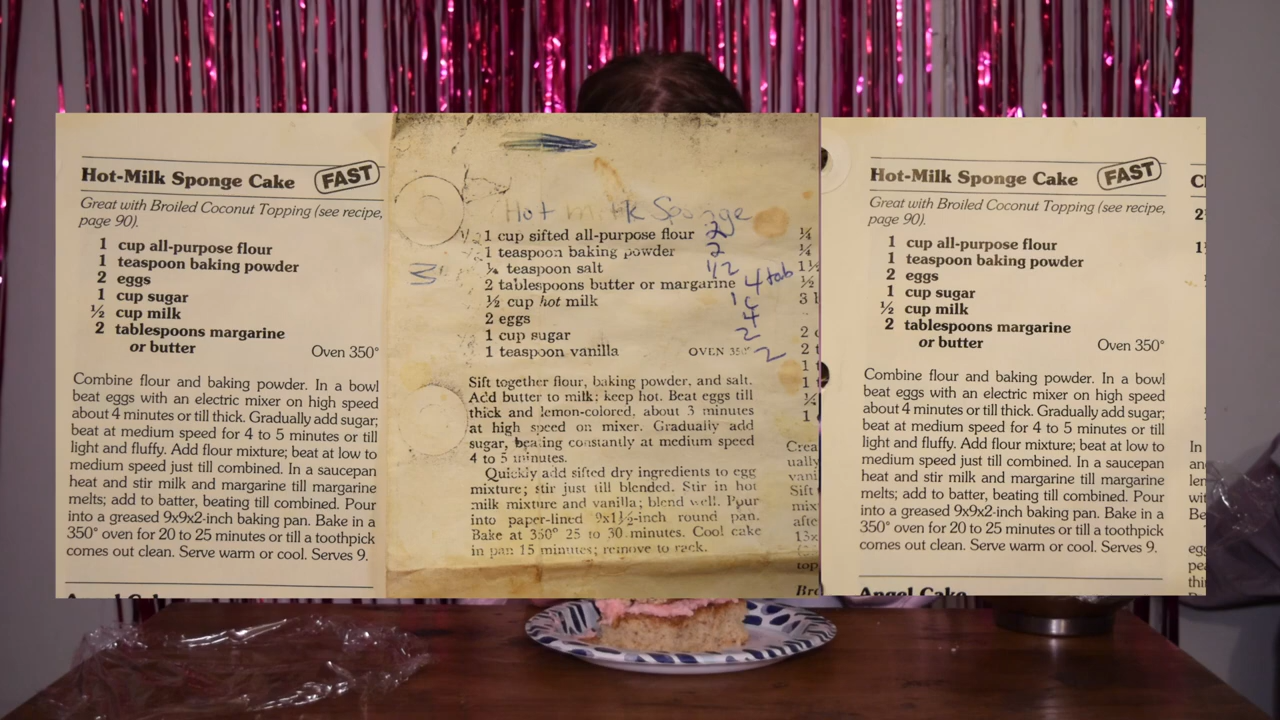 Hot-Milk Sponge Cake FAST
Great with Broiled Coconut Topping (see recipe,
page 90).
1 cup all-purpose flour
1 teaspoon baking powder
2 eggs
1 cup sugar
½ cup milk
2 tablespoons margarine
or butter
Oven 350°
Combine flour and baking powder. In a bowl
beat eggs with an electric mixer on high speed
about 4 minutes or till thick. Gradually add sugar;
beat at medium speed for 4 to 5 minutes or till
light and fluffy. Add flour mixture; beat at low to
medium speed just till combined. In a saucepan
heat and stir milk and margarine till margarine
melts; add to batter, beating till combined. Pour
into a greased 9x9x2-inch baking pan. Bake in a
350° oven for 20 to 25 minutes or till a toothpick
comes out clean. Serve warm or cool. Serves 9.
Hot milk Sponge
1 cup sifted all-purpose flour 2
1 teaspoon baking powder 2
¼ teaspoon salt 1/2
2 tablespoons butter or margarine 4 tab
½ cup hot milk 1 c
2 eggs 4
1 cup sugar 2
1 teaspoon vanilla OVEN 350° 2
3
Sift together flour, baking powder, and salt.
Add butter to milk; keep hot. Beat eggs till
thick and lemon-colored, about 3 minutes
at high speed on mixer. Gradually add
sugar, beating constantly at medium speed
4 to 5 minutes.
Quickly add sifted dry ingredients to egg
mixture; stir just till blended. Stir in hot
milk mixture and vanilla; blend well. Pour
into paper-lined 9x1½-inch round pan.
Bake at 350° 25 to 30 minutes. Cool cake
in pan 15 minutes; remove to rack.
Hot-Milk Sponge Cake FAST
Great with Broiled Coconut Topping (see recipe,
page 90).
1 cup all-purpose flour
1 teaspoon baking powder
2 eggs
1 cup sugar
½ cup milk
2 tablespoons margarine
or butter
Oven 350°
Combine flour and baking powder. In a bowl
beat eggs with an electric mixer on high speed
about 4 minutes or till thick. Gradually add sugar;
beat at medium speed for 4 to 5 minutes or till
light and fluffy. Add flour mixture; beat at low to
medium speed just till combined. In a saucepan
heat and stir milk and margarine till margarine
melts; add to batter, beating till combined. Pour
into a greased 9x9x2-inch baking pan. Bake in a
350° oven for 20 to 25 minutes or till a toothpick
comes out clean. Serve warm or cool. Serves 9.
Angel Cake